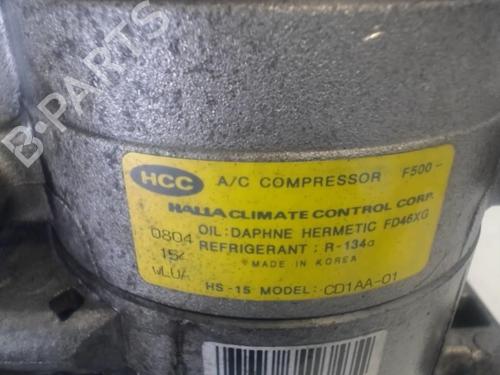 B-PARTS
HCC A/C COMPRESSOR F500-
HALLA CLIMATE CONTROL CORP.
OIL: DAPHNE HERMETIC FD46XG
0804
REFRIGERANT : R-134a
15
MADE IN KOREA
HS-15 MODEL: CD1AA-01